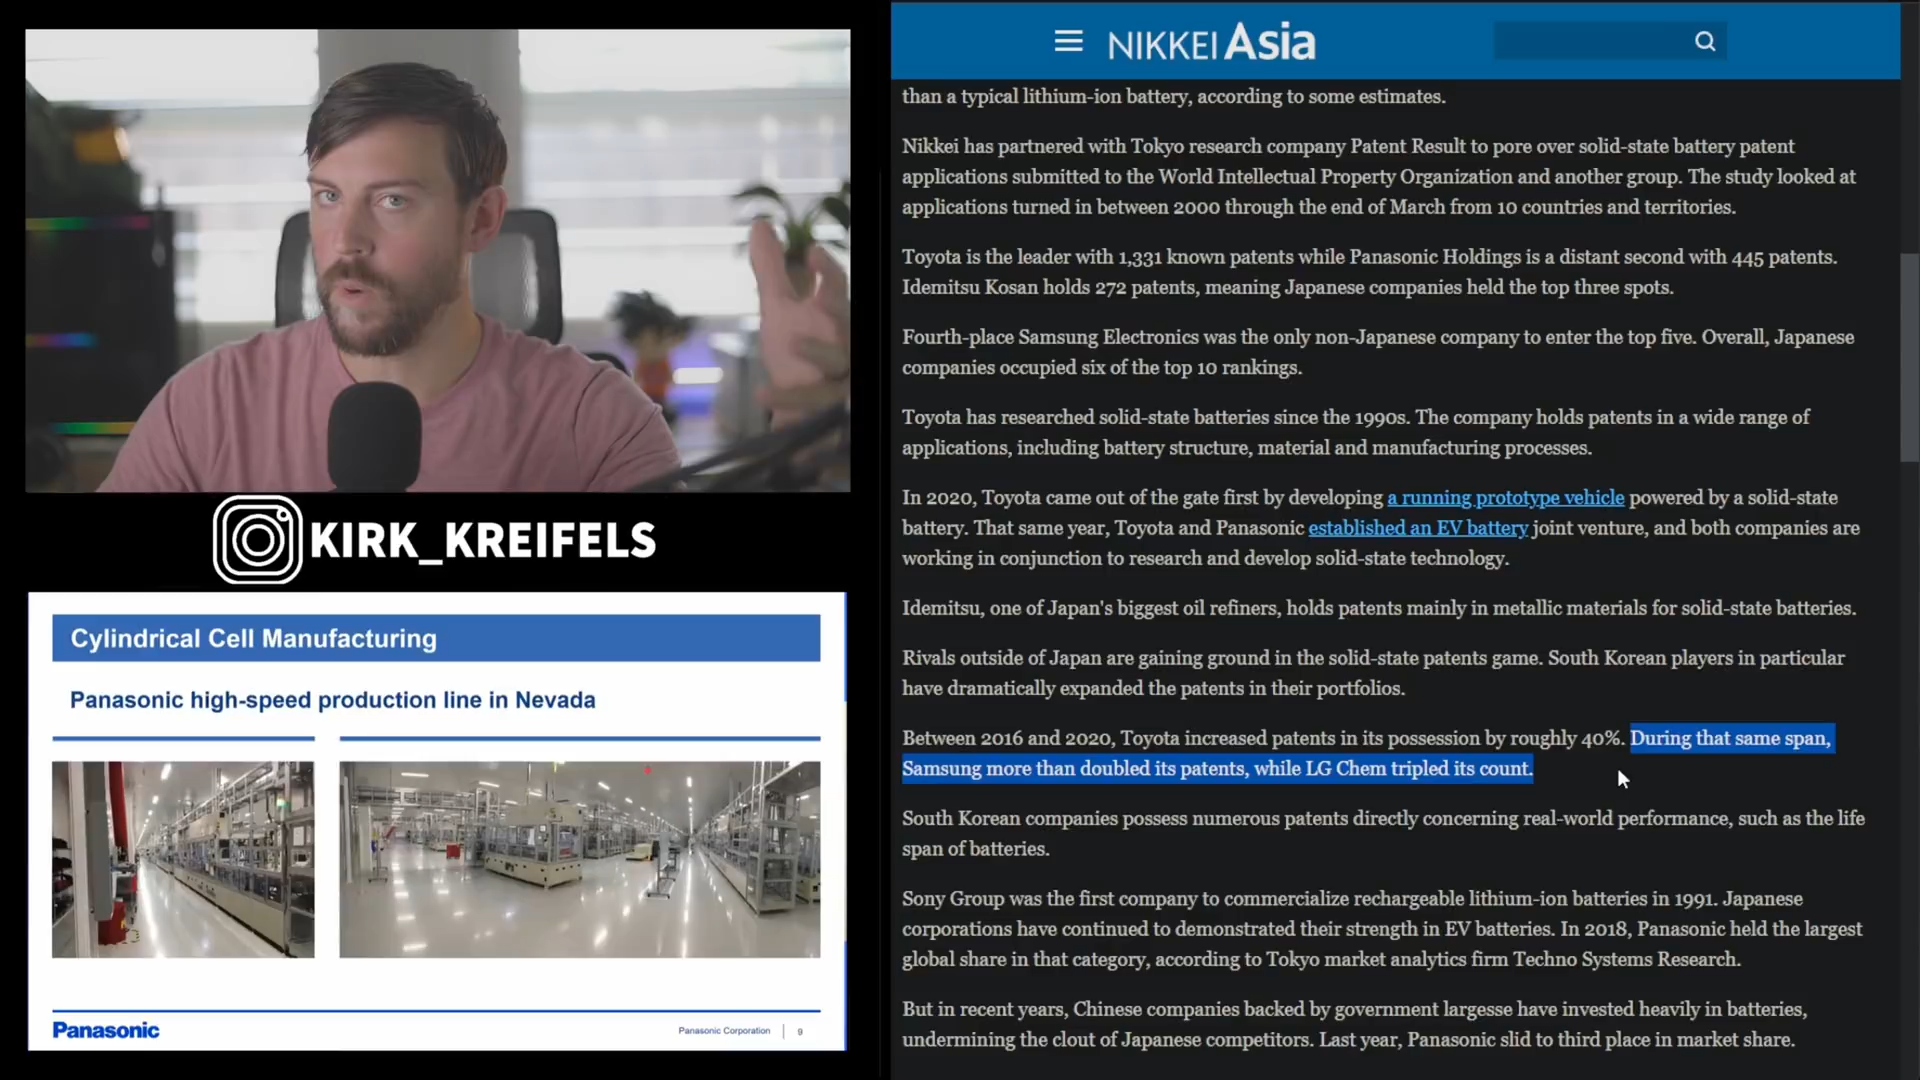 KIRK_KREIFELS
Cylindrical Cell Manufacturing
Panasonic high-speed production line in Nevada
Panasonic
Panasonic Corporation | 9
NIKKEI Asia
than a typical lithium-ion battery, according to some estimates.
Nikkei has partnered with Tokyo research company Patent Result to pore over solid-state battery patent
applications submitted to the World Intellectual Property Organization and another group. The study looked at
applications turned in between 2000 through the end of March from 10 countries and territories.
Toyota is the leader with 1,331 known patents while Panasonic Holdings is a distant second with 445 patents.
Idemitsu Kosan holds 272 patents, meaning Japanese companies held the top three spots.
Fourth-place Samsung Electronics was the only non-Japanese company to enter the top five. Overall, Japanese
companies occupied six of the top 10 rankings.
Toyota has researched solid-state batteries since the 1990s. The company holds patents in a wide range of
applications, including battery structure, material and manufacturing processes.
In 2020, Toyota came out of the gate first by developing a running prototype vehicle powered by a solid-state
battery. That same year, Toyota and Panasonic established an EV battery joint venture, and both companies are
working in conjunction to research and develop solid-state technology.
Idemitsu, one of Japan's biggest oil refiners, holds patents mainly in metallic materials for solid-state batteries.
Rivals outside of Japan are gaining ground in the solid-state patents game. South Korean players in particular
have dramatically expanded the patents in their portfolios.
Between 2016 and 2020, Toyota increased patents in its possession by roughly 40%. During that same span,
Samsung more than doubled its patents, while LG Chem tripled its count.
South Korean companies possess numerous patents directly concerning real-world performance, such as the life
span of batteries.
Sony Group was the first company to commercialize rechargeable lithium-ion batteries in 1991. Japanese
corporations have continued to demonstrated their strength in EV batteries. In 2018, Panasonic held the largest
global share in that category, according to Tokyo market analytics firm Techno Systems Research.
But in recent years, Chinese companies backed by government largesse have invested heavily in batteries,
undermining the clout of Japanese competitors. Last year, Panasonic slid to third place in market share.